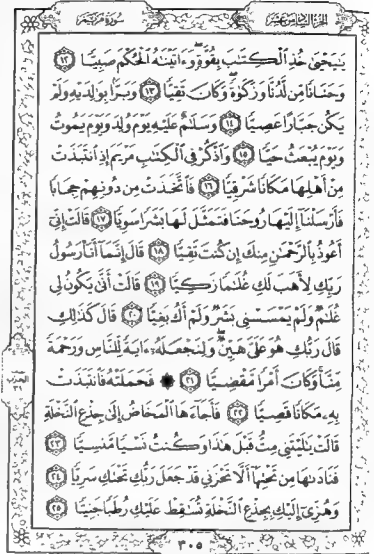 سورة مريم
الجزء السادس عشر
يَٰيَحْيَىٰ خُذِ ٱلْكِتَٰبَ بِقُوَّةٍۖ وَءَاتَيْنَٰهُ ٱلْحُكْمَ صَبِيًّا ١٢
وَحَنَانًا مِّن لَّدُنَّا وَزَكَوٰةًۖ وَكَانَ تَقِيًّا ١٣ وَبَرًّۢا بِوَٰلِدَيْهِ وَلَمْ
يَكُن جَبَّارًا عَصِيًّا ١٤ وَسَلَٰمٌ عَلَيْهِ يَوْمَ وُلِدَ وَيَوْمَ يَمُوتُ
وَيَوْمَ يُبْعَثُ حَيًّا ١٥ وَٱذْكُرْ فِى ٱلْكِتَٰبِ مَرْيَمَ إِذِ ٱنتَبَذَتْ
مِنْ أَهْلِهَا مَكَانًا شَرْقِيًّا ١٦ فَٱتَّخَذَتْ مِن دُونِهِمْ حِجَابًا
فَأَرْسَلْنَآ إِلَيْهَا رُوحَنَا فَتَمَثَّلَ لَهَا بَشَرًا سَوِيًّا ١٧ قَالَتْ إِنِّىٓ
أَعُوذُ بِٱلرَّحْمَٰنِ مِنكَ إِن كُنتَ تَقِيًّا ١٨ قَالَ إِنَّمَآ أَنَا۠ رَسُولُ
رَبِّكِ لِأَهَبَ لَكِ غُلَٰمًا زَكِيًّا ١٩ قَالَتْ أَنَّىٰ يَكُونُ لِى
غُلَٰمٌ وَلَمْ يَمْسَسْنِى بَشَرٌ وَلَمْ أَكُ بَغِيًّا ٢٠ قَالَ كَذَٰلِكِ
قَالَ رَبُّكِ هُوَ عَلَىَّ هَيِّنٌۖ وَلِنَجْعَلَهُۥٓ ءَايَةً لِّلنَّاسِ وَرَحْمَةً
مِّنَّاۚ وَكَانَ أَمْرًا مَّقْضِيًّا ٢١ ۞ فَحَمَلَتْهُ فَٱنتَبَذَتْ
بِهِۦ مَكَانًا قَصِيًّا ٢٢ فَأَجَآءَهَا ٱلْمَخَاضُ إِلَىٰ جِذْعِ ٱلنَّخْلَةِ
قَالَتْ يَٰلَيْتَنِى مِتُّ قَبْلَ هَٰذَا وَكُنتُ نَسْيًا مَّنسِيًّا ٢٣
فَنَادَىٰهَا مِن تَحْتِهَآ أَلَّا تَحْزَنِى قَدْ جَعَلَ رَبُّكِ تَحْتَكِ سَرِيًّا ٢٤
وَهُزِّىٓ إِلَيْكِ بِجِذْعِ ٱلنَّخْلَةِ تُسَٰقِطْ عَلَيْكِ رُطَبًا جَنِيًّا ٢٥
٣٠٥